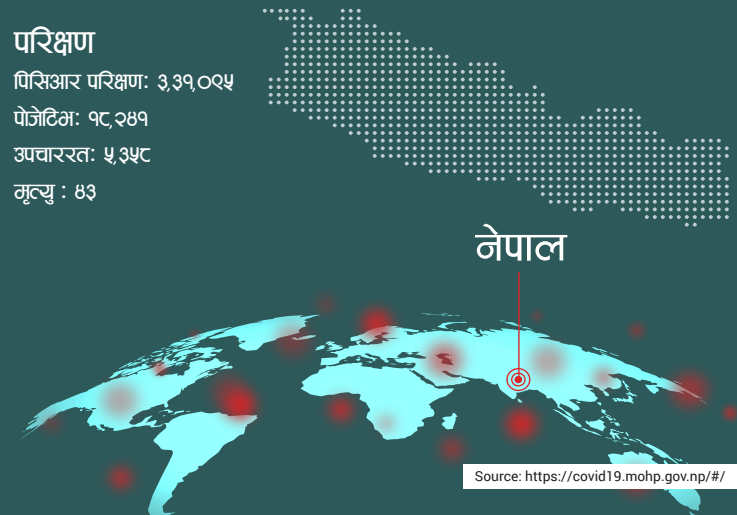 परिक्षण
पिसिआर परिक्षण: ३,३१,०९५
पोजेटिभ: १८,२४१
उपचाररत: ५,३५८
मृत्यु : ४३
नेपाल
Source: https://covid19.mohp.gov.np/#/